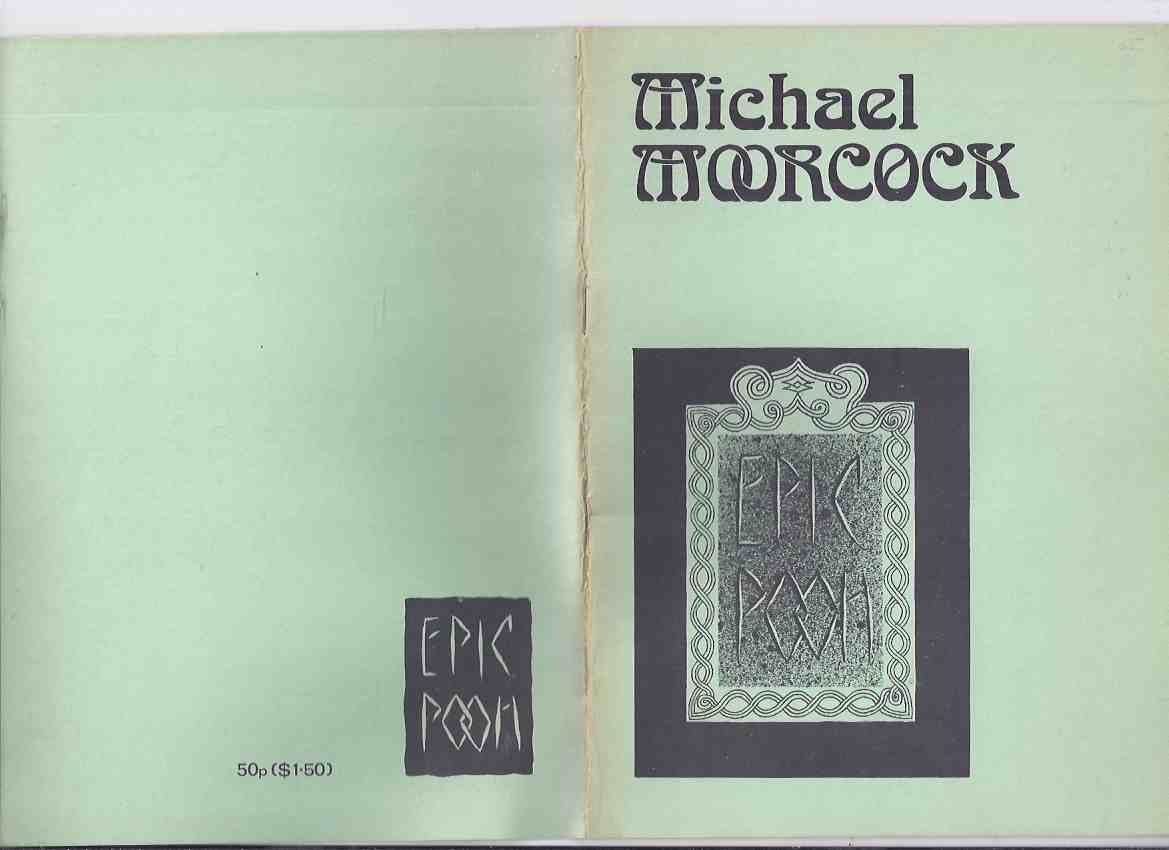 Michael
MOORCOCK
EPIC
POOH
EPIC
POOH
50p ($1·50)